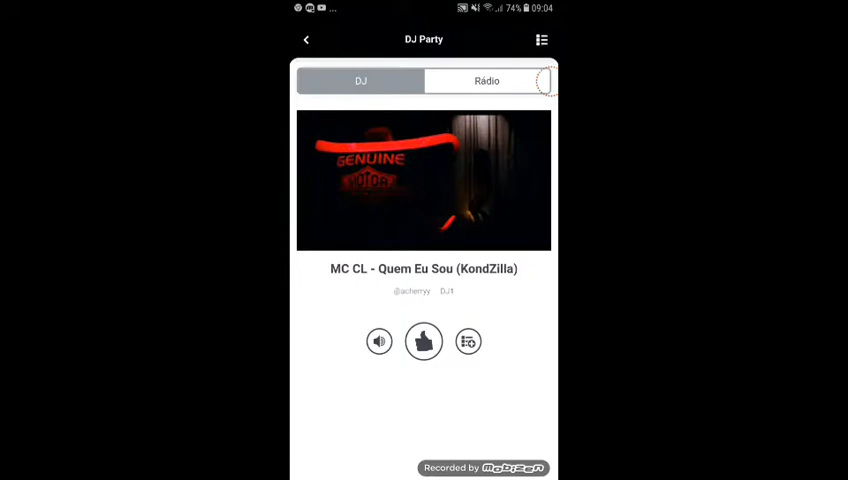 ... 74% 09:04
DJ Party
DJ Rádio
GENUINE
MOTOR
MC CL - Quem Eu Sou (KondZilla)
@acherryy DJ1
Recorded by mobizen